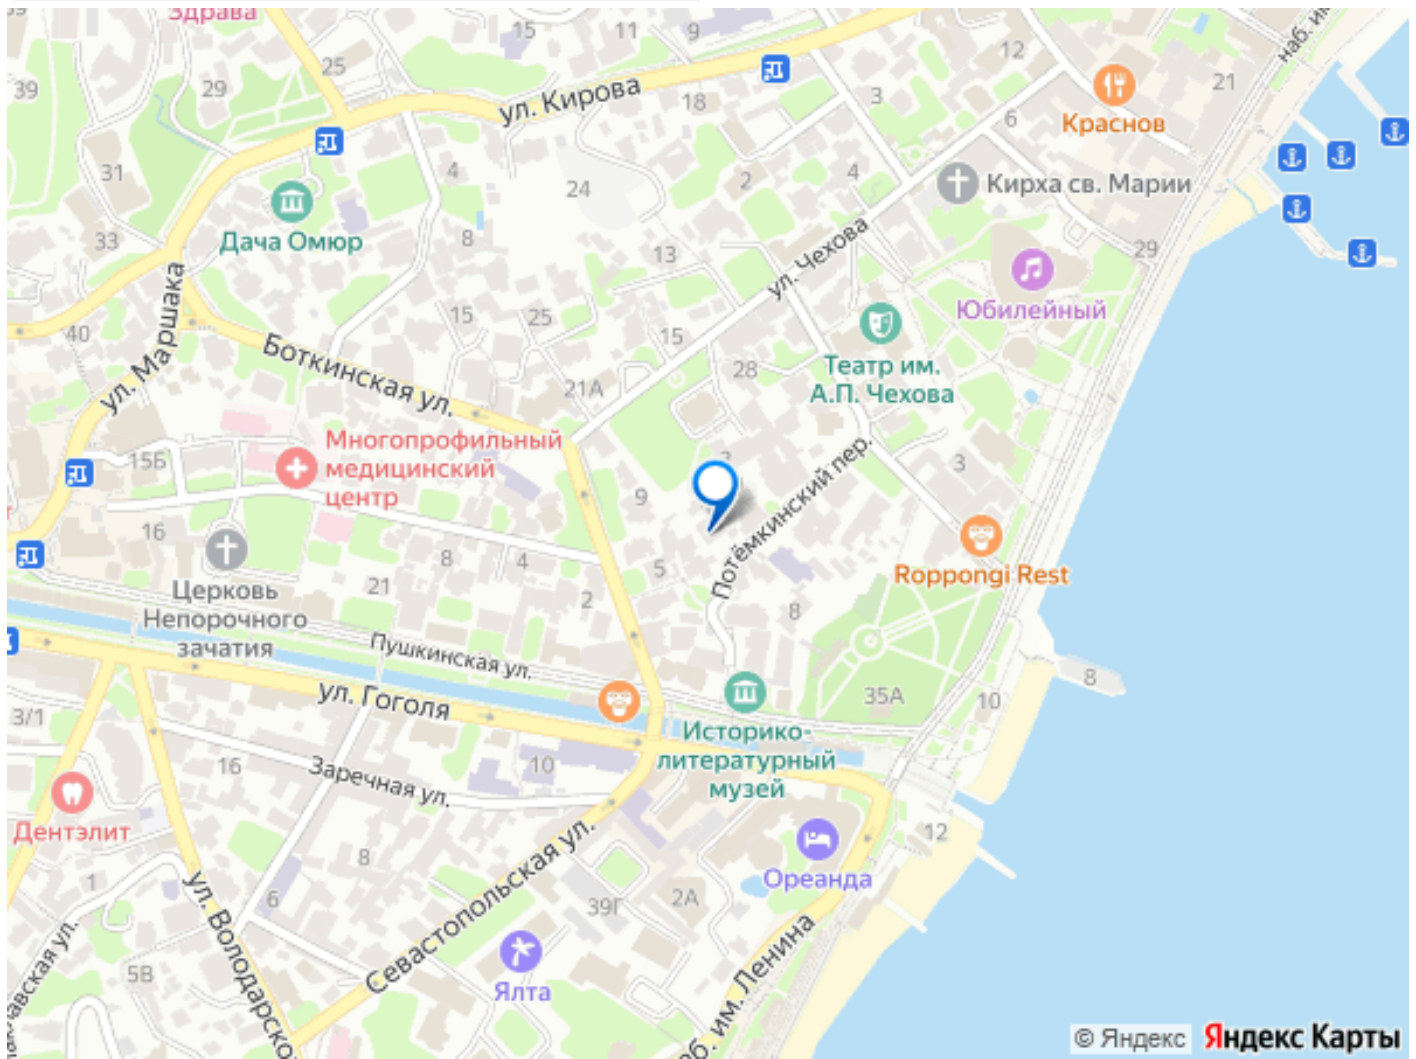 Здрава
15
11
9
12
наб. им
39
25
29
ул. Кирова
18
3
21
6
Краснов
31
4
24
2
4
Кирха св. Марии
Дача Омюр
33
8
13
ул. Чехова
29
Юбилейный
ул. Маршака
40
15
25
15
Боткинская ул.
21А
28
Театр им.
А.П. Чехова
Многопрофильный
медицинский
центр
15Б
9
3
Потёмкинский пер.
16
Церковь
Непорочного
зачатия
21
8
4
2
5
8
Roppongi Rest
Пушкинская ул.
ул. Гоголя
35А
10
8
3/1
16
Заречная ул.
10
Историко-
литературный
музей
Дентэлит
8
12
Ореанда
1
6
ул. Володарско
Севастопольская ул.
39Г
2А
5В
Ялта
авская ул.
об. им. Ленина
© Яндекс Яндекс Карты